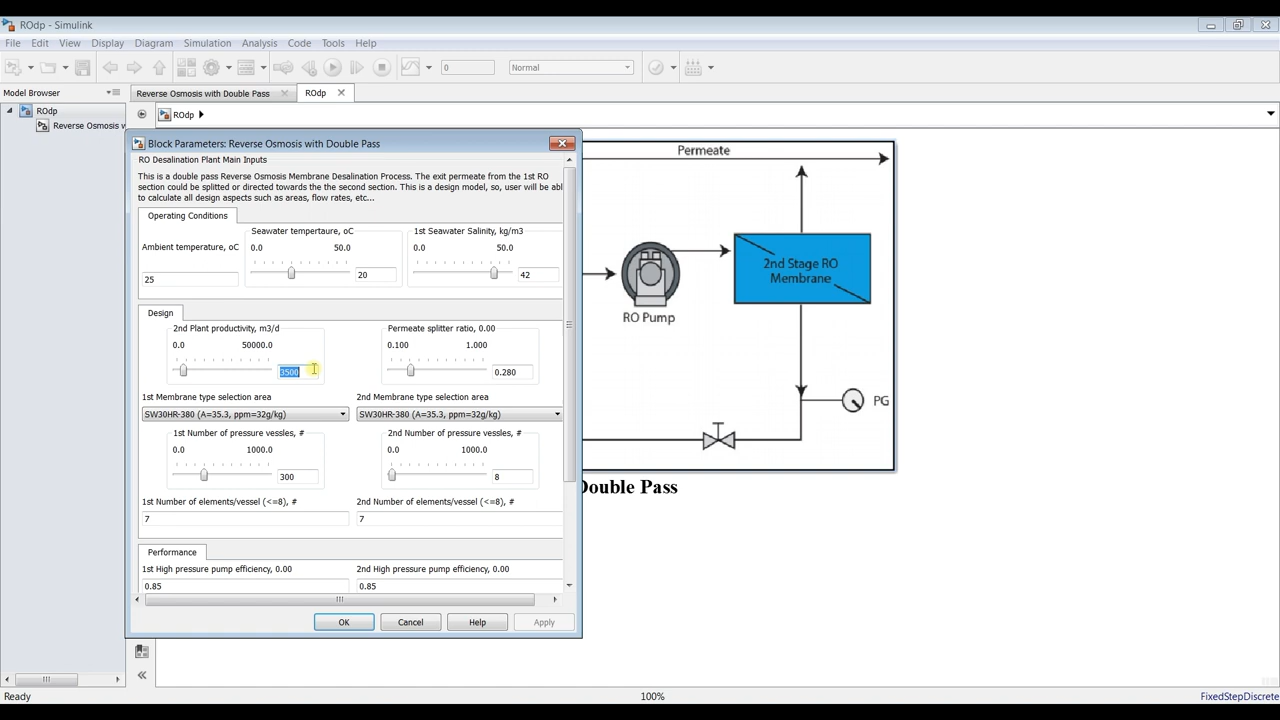 ROdp - Simulink
File Edit View Display Diagram Simulation Analysis Code Tools Help
0 Normal
Model Browser
Reverse Osmosis with Double Pass ROdp
ROdp
ROdp
Reverse Osmosis w
Block Parameters: Reverse Osmosis with Double Pass
RO Desalination Plant Main Inputs
This is a double pass Reverse Osmosis Membrane Desalination Process. The exit permeate from the 1st RO
section could be splitted or directed towards the the second section. This is a design model, so, user will be abl
to calculate all design aspects such as areas, flow rates, etc...
Operating Conditions
Ambient temperature, oC
25
Seawater tempertaure, oC
0.0 50.0
20
1st Seawater Salinity, kg/m3
0.0 50.0
42
Design
2nd Plant productivity, m3/d
0.0 50000.0
3500
Permeate splitter ratio, 0.00
0.100 1.000
0.280
1st Membrane type selection area
SW30HR-380 (A=35.3, ppm=32g/kg)
2nd Membrane type selection area
SW30HR-380 (A=35.3, ppm=32g/kg)
1st Number of pressure vessles, #
0.0 1000.0
300
2nd Number of pressure vessles, #
0.0 1000.0
8
1st Number of elements/vessel (<=8), #
7
2nd Number of elements/vessel (<=8), #
7
Performance
1st High pressure pump efficiency, 0.00
0.85
2nd High pressure pump efficiency, 0.00
0.85
OK Cancel Help Apply
Permeate
2nd Stage RO
Membrane
RO Pump
PG
Double Pass
Ready 100% FixedStepDiscrete